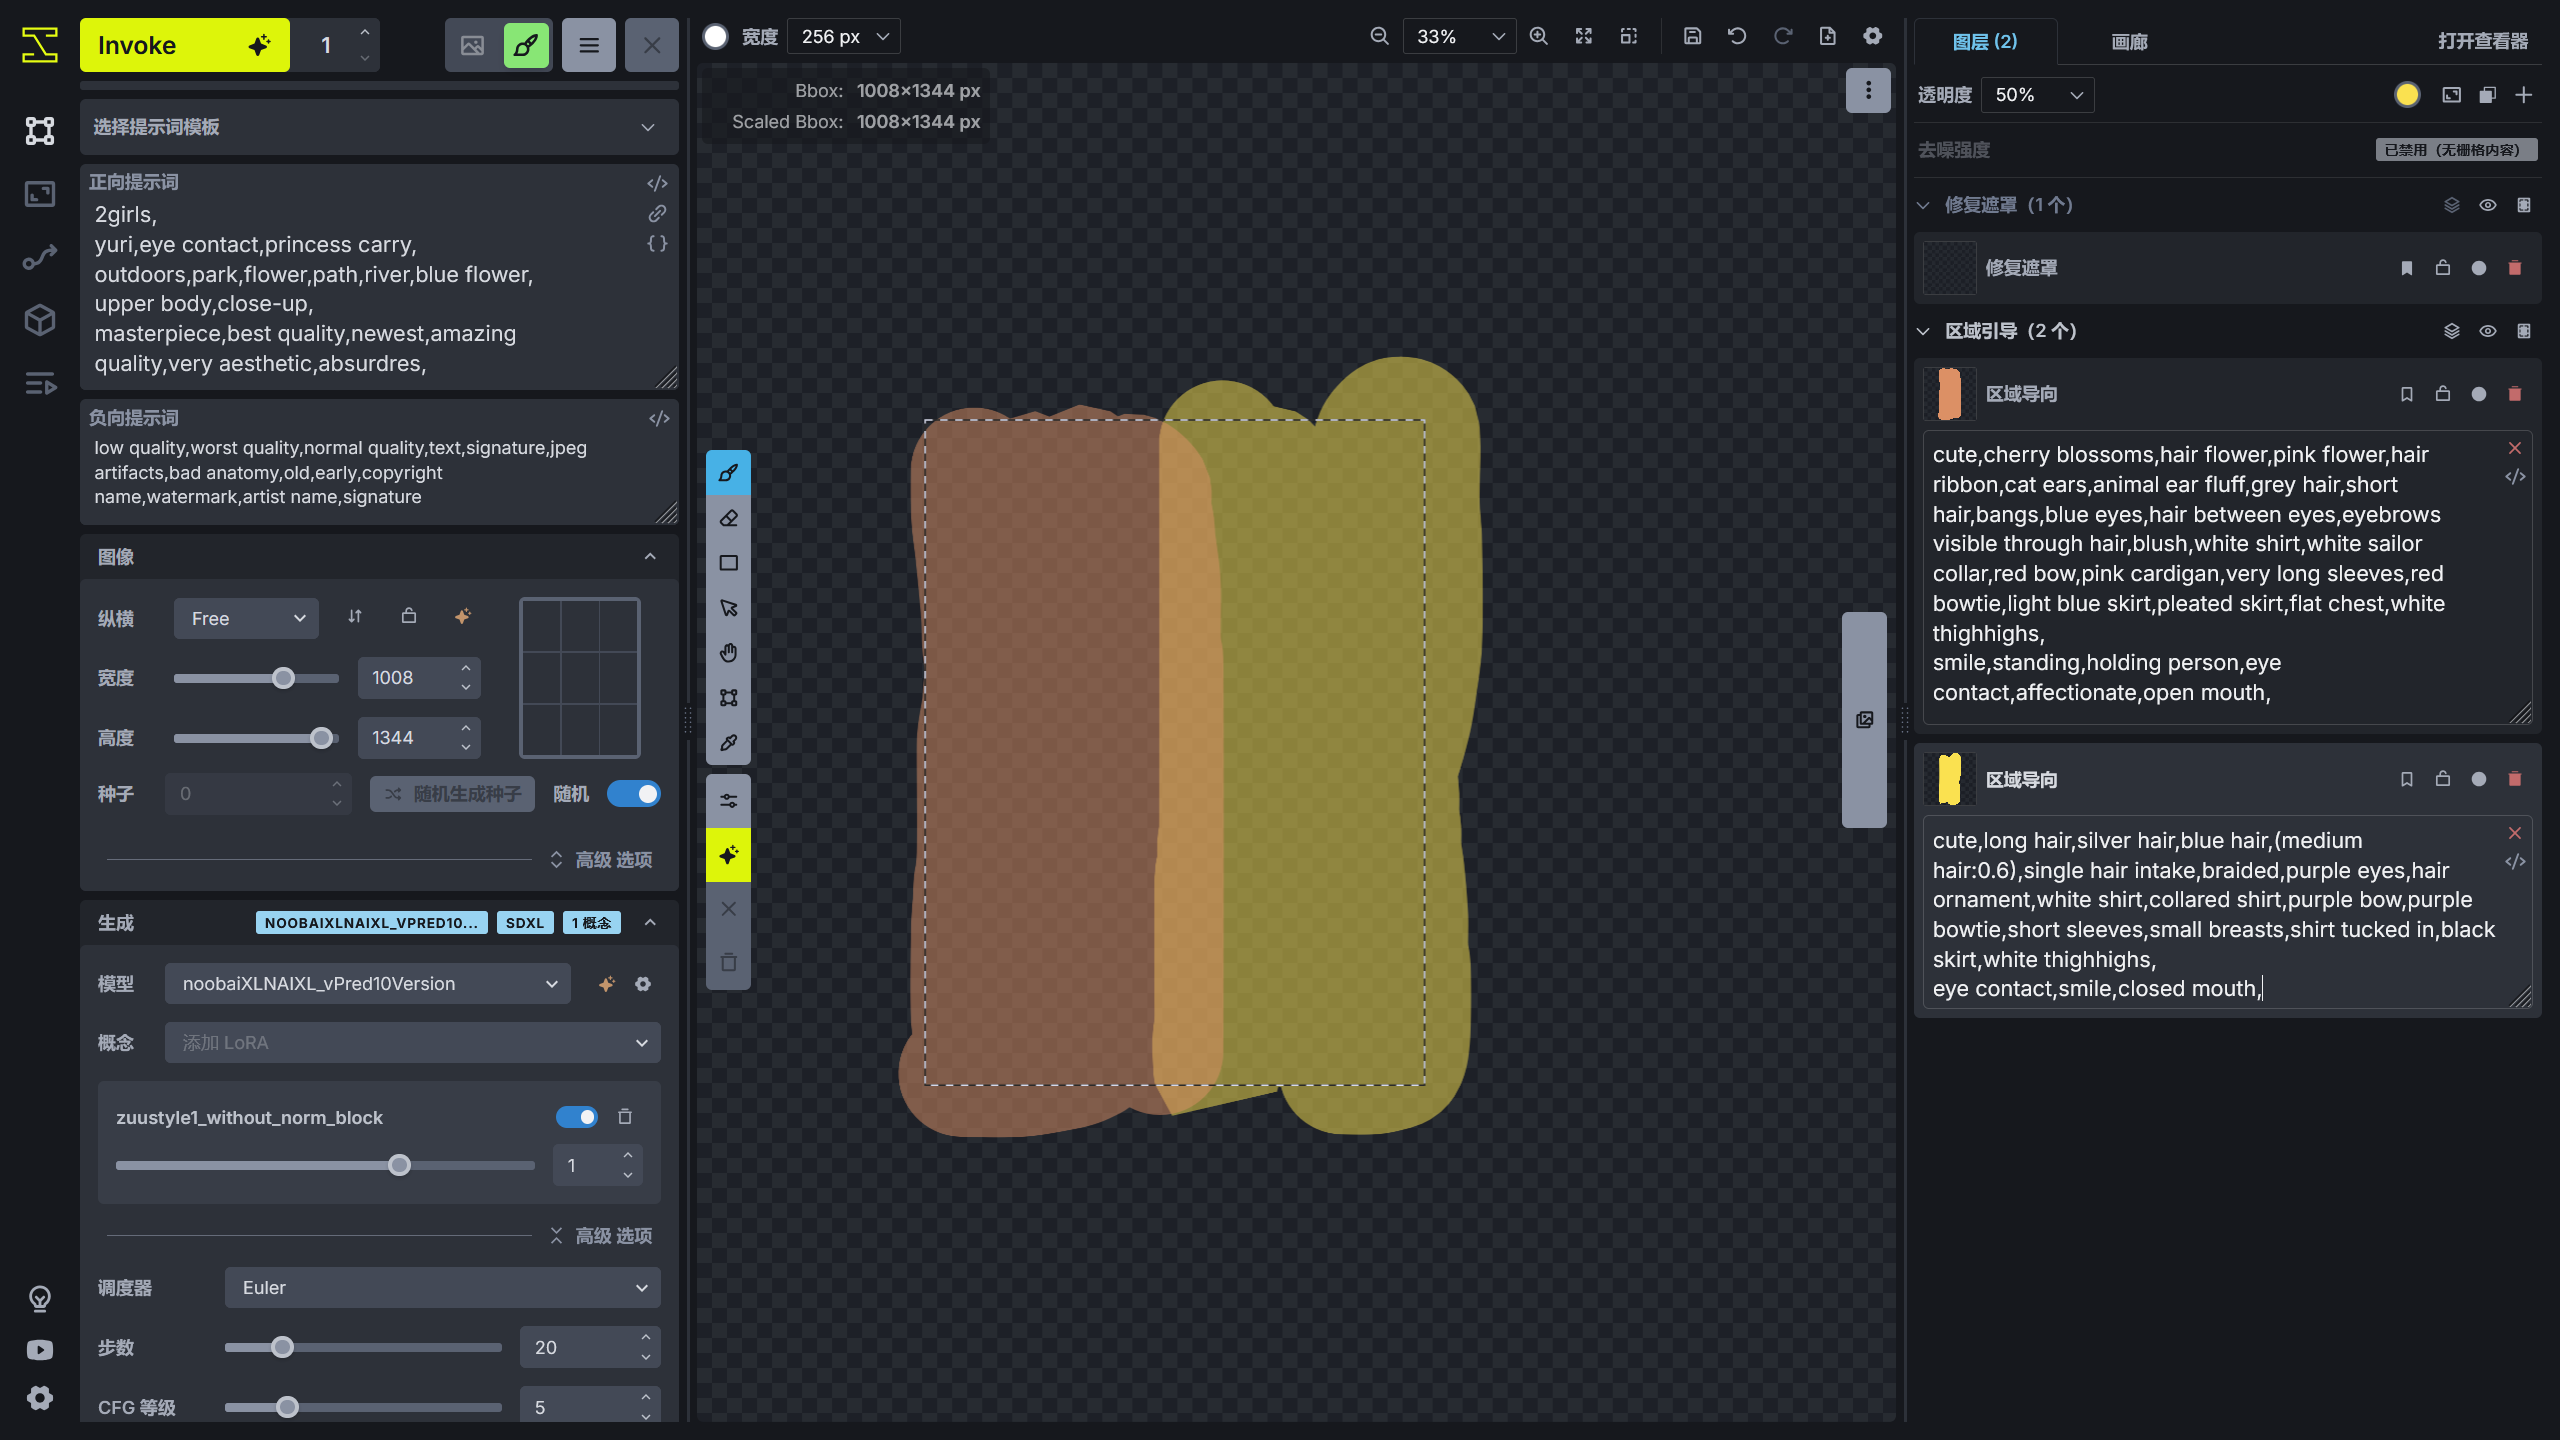 Invoke
1
宽度
256 px
33%
图层 (2)
画廊
打开查看器
选择提示词模板
正向提示词
2girls,
yuri,eye contact,princess carry,
outdoors,park,flower,path,river,blue flower,
upper body,close-up,
masterpiece,best quality,newest,amazing
quality,very aesthetic,absurdres,
负向提示词
low quality,worst quality,normal quality,text,signature,jpeg
artifacts,bad anatomy,old,early,copyright
name,watermark,artist name,signature
图像
纵横
Free
宽度
1008
高度
1344
种子
0
随机生成种子
随机
高级 选项
生成
NOOBAIXLNAIXL_VPRED10...
SDXL
1 概念
模型
noobaiXLNAIXL_vPred10Version
概念
添加 LoRA
zuustyle1_without_norm_block
1
高级 选项
调度器
Euler
步数
20
CFG 等级
5
Bbox: 1008×1344 px
Scaled Bbox: 1008×1344 px
透明度
50%
去噪强度
已禁用（无栅格内容）
修复遮罩（1 个）
修复遮罩
区域引导（2 个）
区域导向
cute,cherry blossoms,hair flower,pink flower,hair
ribbon,cat ears,animal ear fluff,grey hair,short
hair,bangs,blue eyes,hair between eyes,eyebrows
visible through hair,blush,white shirt,white sailor
collar,red bow,pink cardigan,very long sleeves,red
bowtie,light blue skirt,pleated skirt,flat chest,white
thighhighs,
smile,standing,holding person,eye
contact,affectionate,open mouth,
区域导向
cute,long hair,silver hair,blue hair,(medium
hair:0.6),single hair intake,braided,purple eyes,hair
ornament,white shirt,collared shirt,purple bow,purple
bowtie,short sleeves,small breasts,shirt tucked in,black
skirt,white thighhighs,
eye contact,smile,closed mouth,